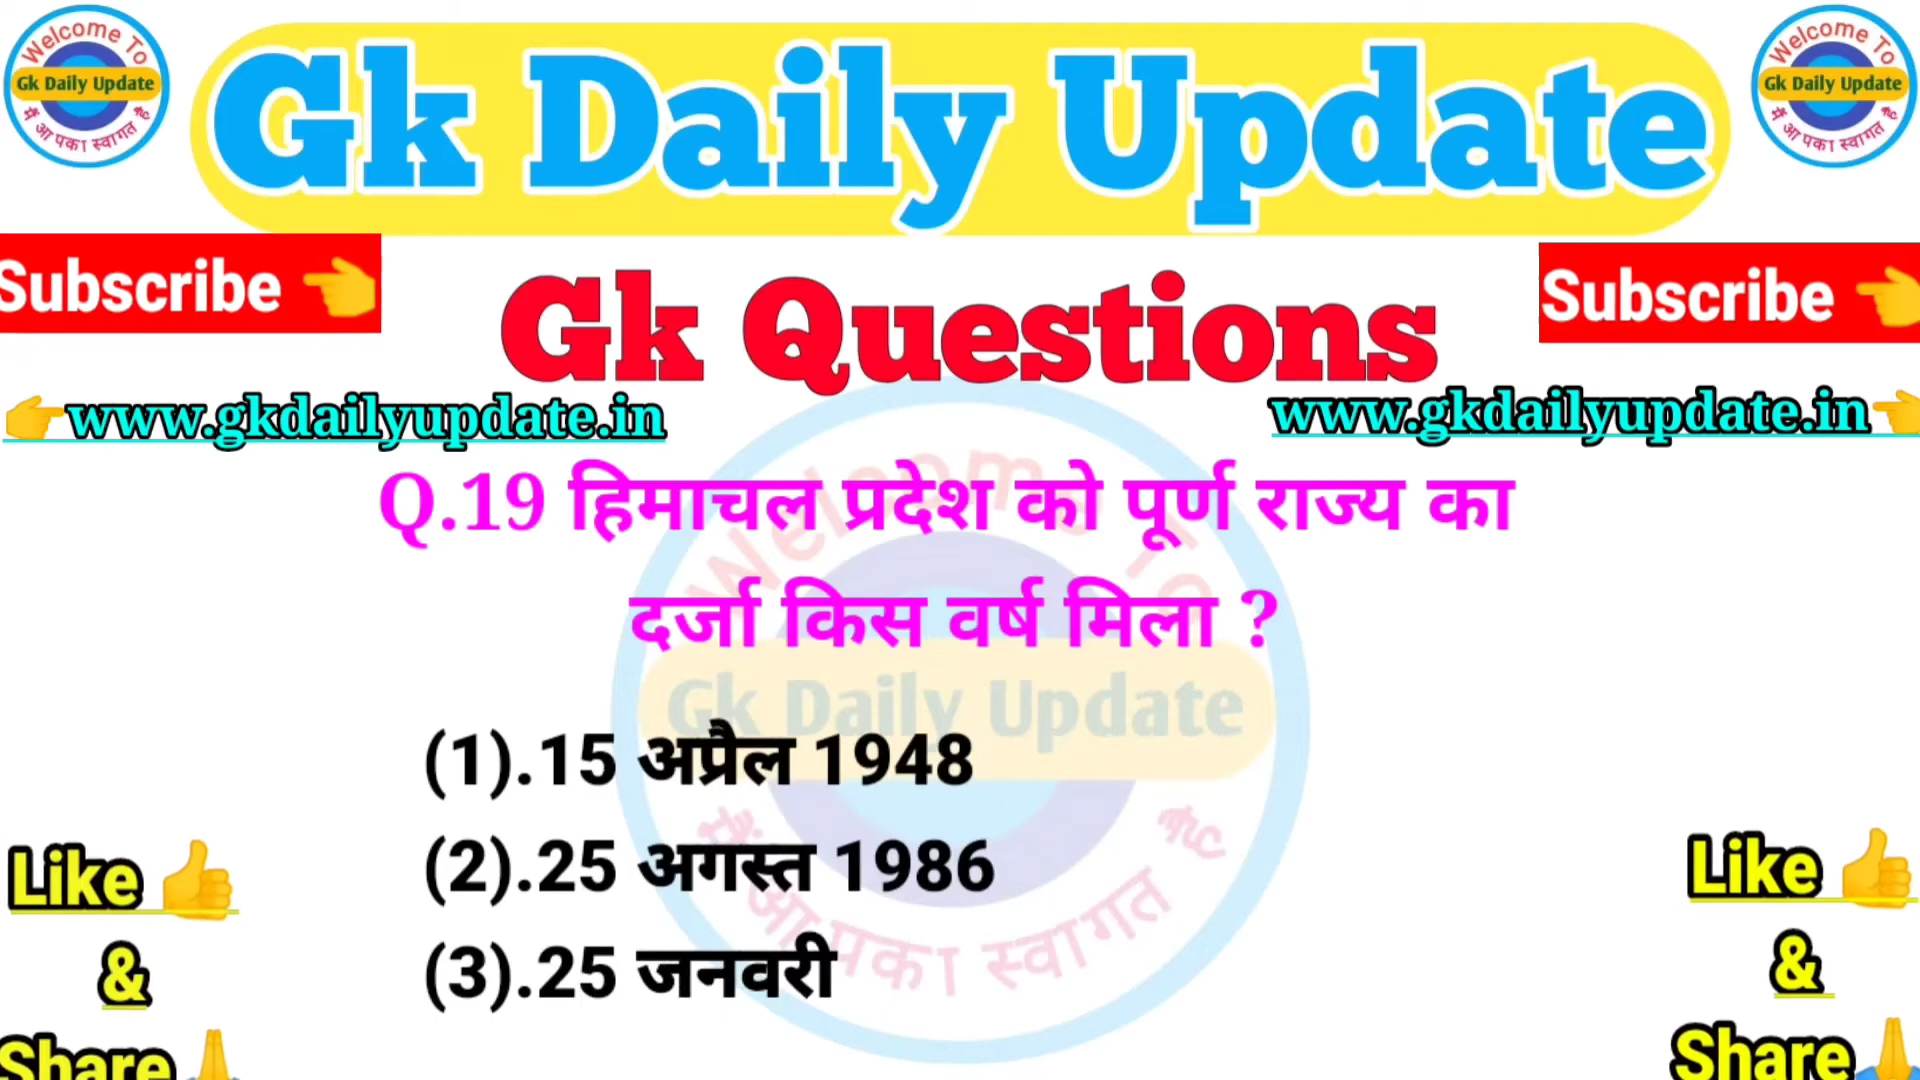 Welcome To
Gk Daily Update
में आपका स्वागत है
Gk Daily Update
Welcome To
Gk Daily Update
में आपका स्वागत है
Subscribe 👈
Gk Questions
Subscribe 👈
👉www.gkdailyupdate.in
www.gkdailyupdate.in👈
Q.19 हिमाचल प्रदेश को पूर्ण राज्य का
दर्जा किस वर्ष मिला ?
Welcome To
Gk Daily Update
में आपका स्वागत है
(1).15 अप्रैल 1948
(2).25 अगस्त 1986
(3).25 जनवरी
Like 👍
&
Share 🙏
Like 👍
&
Share 🙏